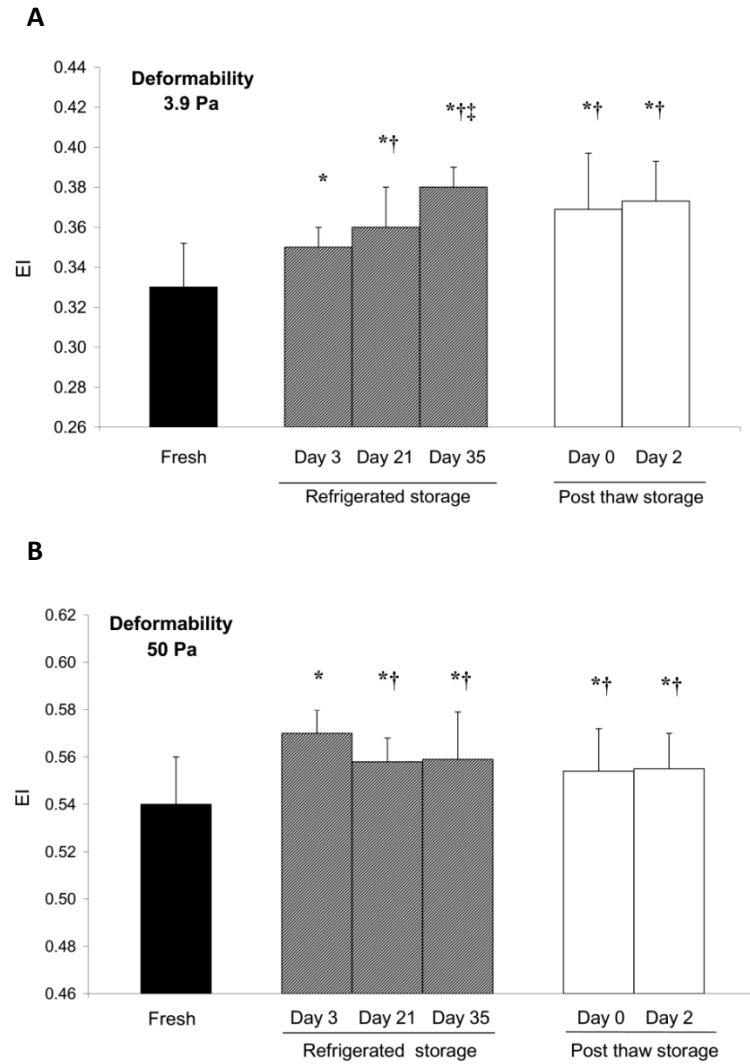 A
Deformability
3.9 Pa
0.44
0.42
0.40
0.38
0.36
0.34
0.32
0.30
0.28
0.26
EI
*
*†
*†‡
*†
*†
Fresh
Day 3 Day 21 Day 35
Day 0 Day 2
Refrigerated storage
Post thaw storage
B
Deformability
50 Pa
0.62
0.60
0.58
0.56
0.54
0.52
0.50
0.48
0.46
EI
*
*†
*†
*†
*†
Fresh
Day 3 Day 21 Day 35
Day 0 Day 2
Refrigerated storage
Post thaw storage